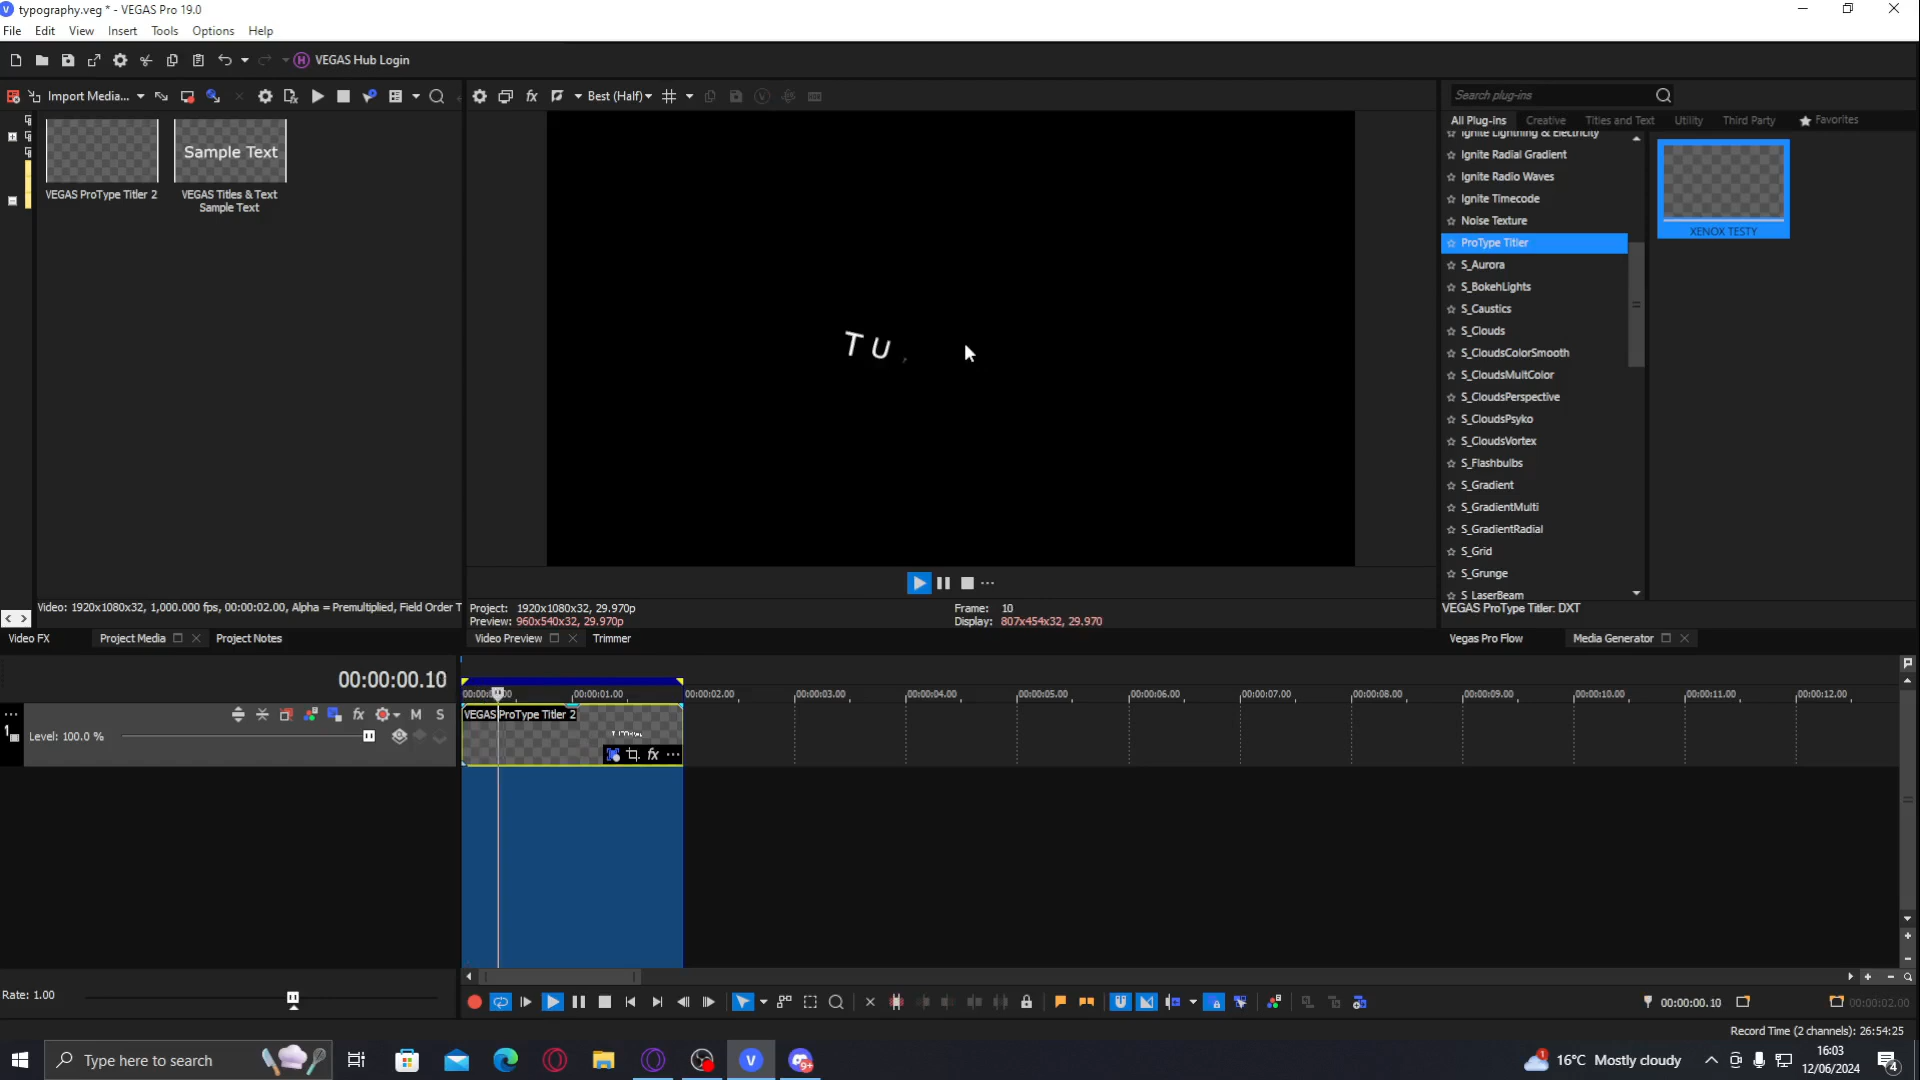 typography.veg * - VEGAS Pro 19.0
File Edit View Insert Tools Options Help
VEGAS Hub Login
Import Media...
Best (Half)
Search plug-ins
All Plug-ins Creative Titles and Text Utility Third Party Favorites
Sample Text
VEGAS ProType Titler 2
VEGAS Titles & Text
Sample Text
T U
Ignite Lightning & Electricity
Ignite Radial Gradient
Ignite Radio Waves
Ignite Timecode
Noise Texture
ProType Titler
S_Aurora
S_BokehLights
S_Caustics
S_Clouds
S_CloudsColorSmooth
S_CloudsMultColor
S_CloudsPerspective
S_CloudsPsyko
S_CloudsVortex
S_Flashbulbs
S_Gradient
S_GradientMulti
S_GradientRadial
S_Grid
S_Grunge
S_LaserBeam
XENOX TESTY
Video: 1920x1080x32, 1,000.000 fps, 00:00:02.00, Alpha = Premultiplied, Field Order T
Project: 1920x1080x32, 29.970p
Preview: 960x540x32, 29.970p
Frame: 10
Display: 807x454x32, 29.970
VEGAS ProType Titler: DXT
Video FX Project Media Project Notes
Video Preview Trimmer
Vegas Pro Flow Media Generator
00:00:00.10
00:00:01.00 00:00:02.00 00:00:03.00 00:00:04.00 00:00:05.00 00:00:06.00 00:00:07.00 00:00:08.00 00:00:09.00 00:00:10.00 00:00:11.00 00:00:12.00
M S
VEGAS ProType Titler 2
fx
1
Level: 100.0 %
Rate: 1.00
00:00:00.10
00:00:02.00
Record Time (2 channels): 26:54:25
Type here to search
9+
1
16°C Mostly cloudy
16:03
12/06/2024
4